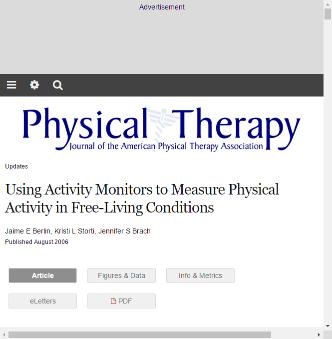 Advertisement
Physical Therapy
Journal of the American Physical Therapy Association
Updates
Using Activity Monitors to Measure Physical
Activity in Free-Living Conditions
Jaime E Berlin, Kristi L Storti, Jennifer S Brach
Published August 2006
Article Figures & Data Info & Metrics
eLetters PDF